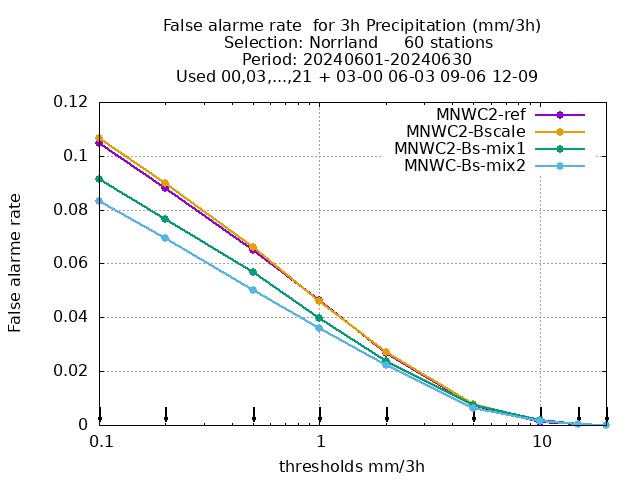 False alarme rate  for 3h Precipitation (mm/3h)
Selection: Norrland     60 stations
Period: 20240601-20240630
Used 00,03,...,21 + 03-00 06-03 09-06 12-09
MNWC2-ref
MNWC2-Bscale
MNWC2-Bs-mix1
MNWC-Bs-mix2
0.12
0.1
0.08
0.06
0.04
0.02
0
False alarme rate
0.1 1 10
thresholds mm/3h